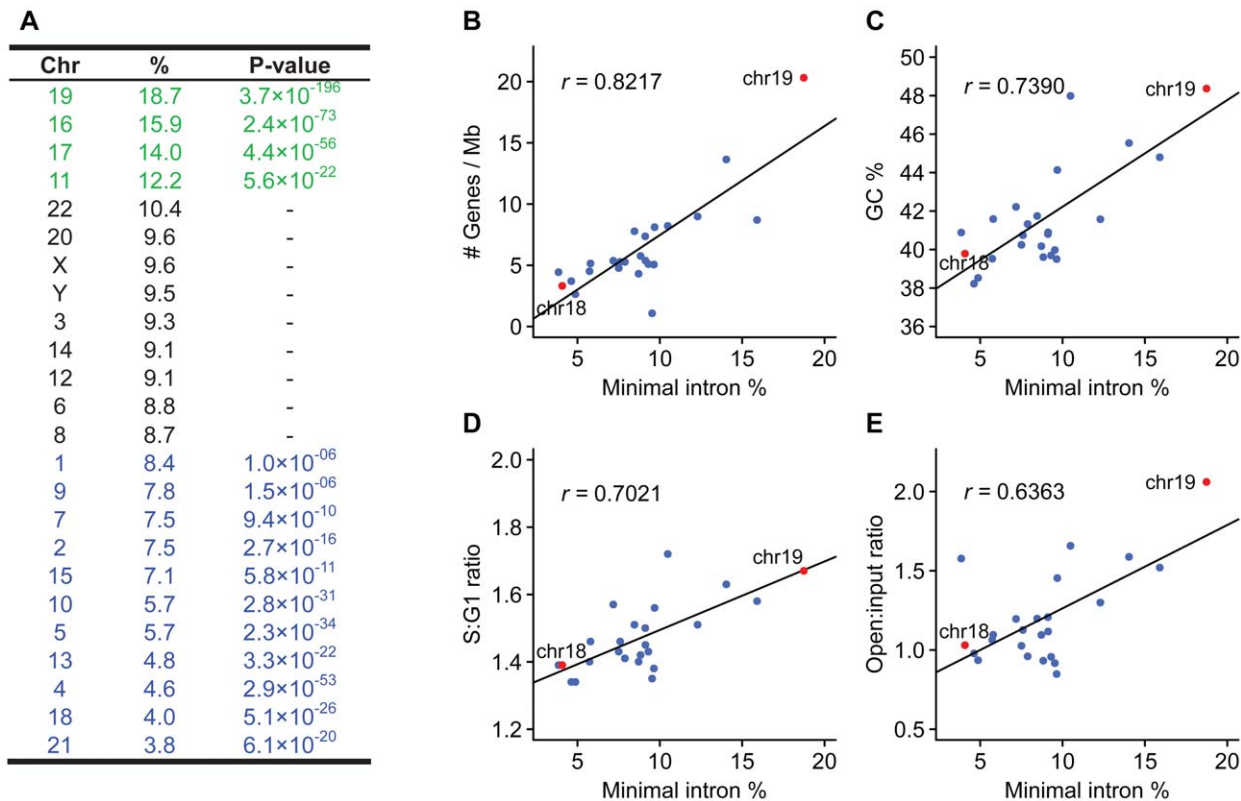 A
Chr % P-value
19 18.7 3.7×10^-196
16 15.9 2.4×10^-73
17 14.0 4.4×10^-56
11 12.2 5.6×10^-22
22 10.4 -
20 9.6 -
X 9.6 -
Y 9.5 -
3 9.3 -
14 9.1 -
12 9.1 -
6 8.8 -
8 8.7 -
1 8.4 1.0×10^-06
9 7.8 1.5×10^-06
7 7.5 9.4×10^-10
2 7.5 2.7×10^-16
15 7.1 5.8×10^-11
10 5.7 2.8×10^-31
5 5.7 2.3×10^-34
13 4.8 3.3×10^-22
4 4.6 2.9×10^-53
18 4.0 5.1×10^-26
21 3.8 6.1×10^-20
B
# Genes / Mb
20
15
10
5
0
r = 0.8217
chr19
chr18
5 10 15 20
Minimal intron %
C
GC %
50
48
46
44
42
40
38
36
r = 0.7390
chr19
chr18
5 10 15 20
Minimal intron %
D
S:G1 ratio
2.0
1.8
1.6
1.4
1.2
r = 0.7021
chr19
chr18
5 10 15 20
Minimal intron %
E
Open:input ratio
2.0
1.5
1.0
0.5
r = 0.6363
chr19
chr18
5 10 15 20
Minimal intron %